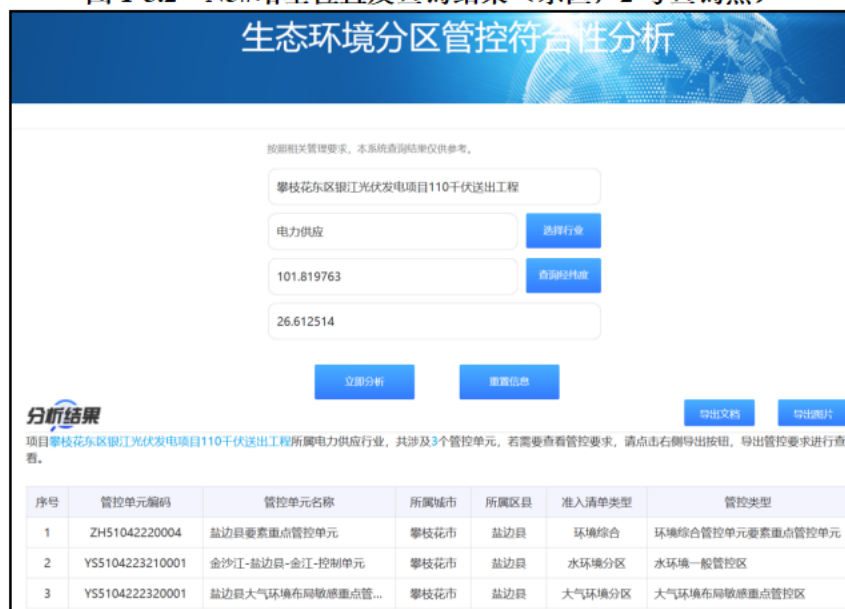 生态环境分区管控符合性分析
按照相关管理要求，本系统查询结果仅供参考。
攀枝花东区银江光伏发电项目110千伏送出工程
电力供应
选择行业
101.819763
查询经纬度
26.612514
立即分析
重置信息
分析结果
导出文档
导出图片
项目攀枝花东区银江光伏发电项目110千伏送出工程所属电力供应行业，共涉及3个管控单元，若需要查看管控要求，请点击右侧导出按钮，导出管控要求进行查
看。
序号 管控单元编码 管控单元名称 所属城市 所属区县 准入清单类型 管控类型
1 ZH51042220004 盐边县要素重点管控单元 攀枝花市 盐边县 环境综合 环境综合管控单元要素重点管控单元
2 YS5104223210001 金沙江-盐边县-金江-控制单元 攀枝花市 盐边县 水环境分区 水环境一般管控区
3 YS5104222320001 盐边县大气环境布局敏感重点管... 攀枝花市 盐边县 大气环境分区 大气环境布局敏感重点管控区